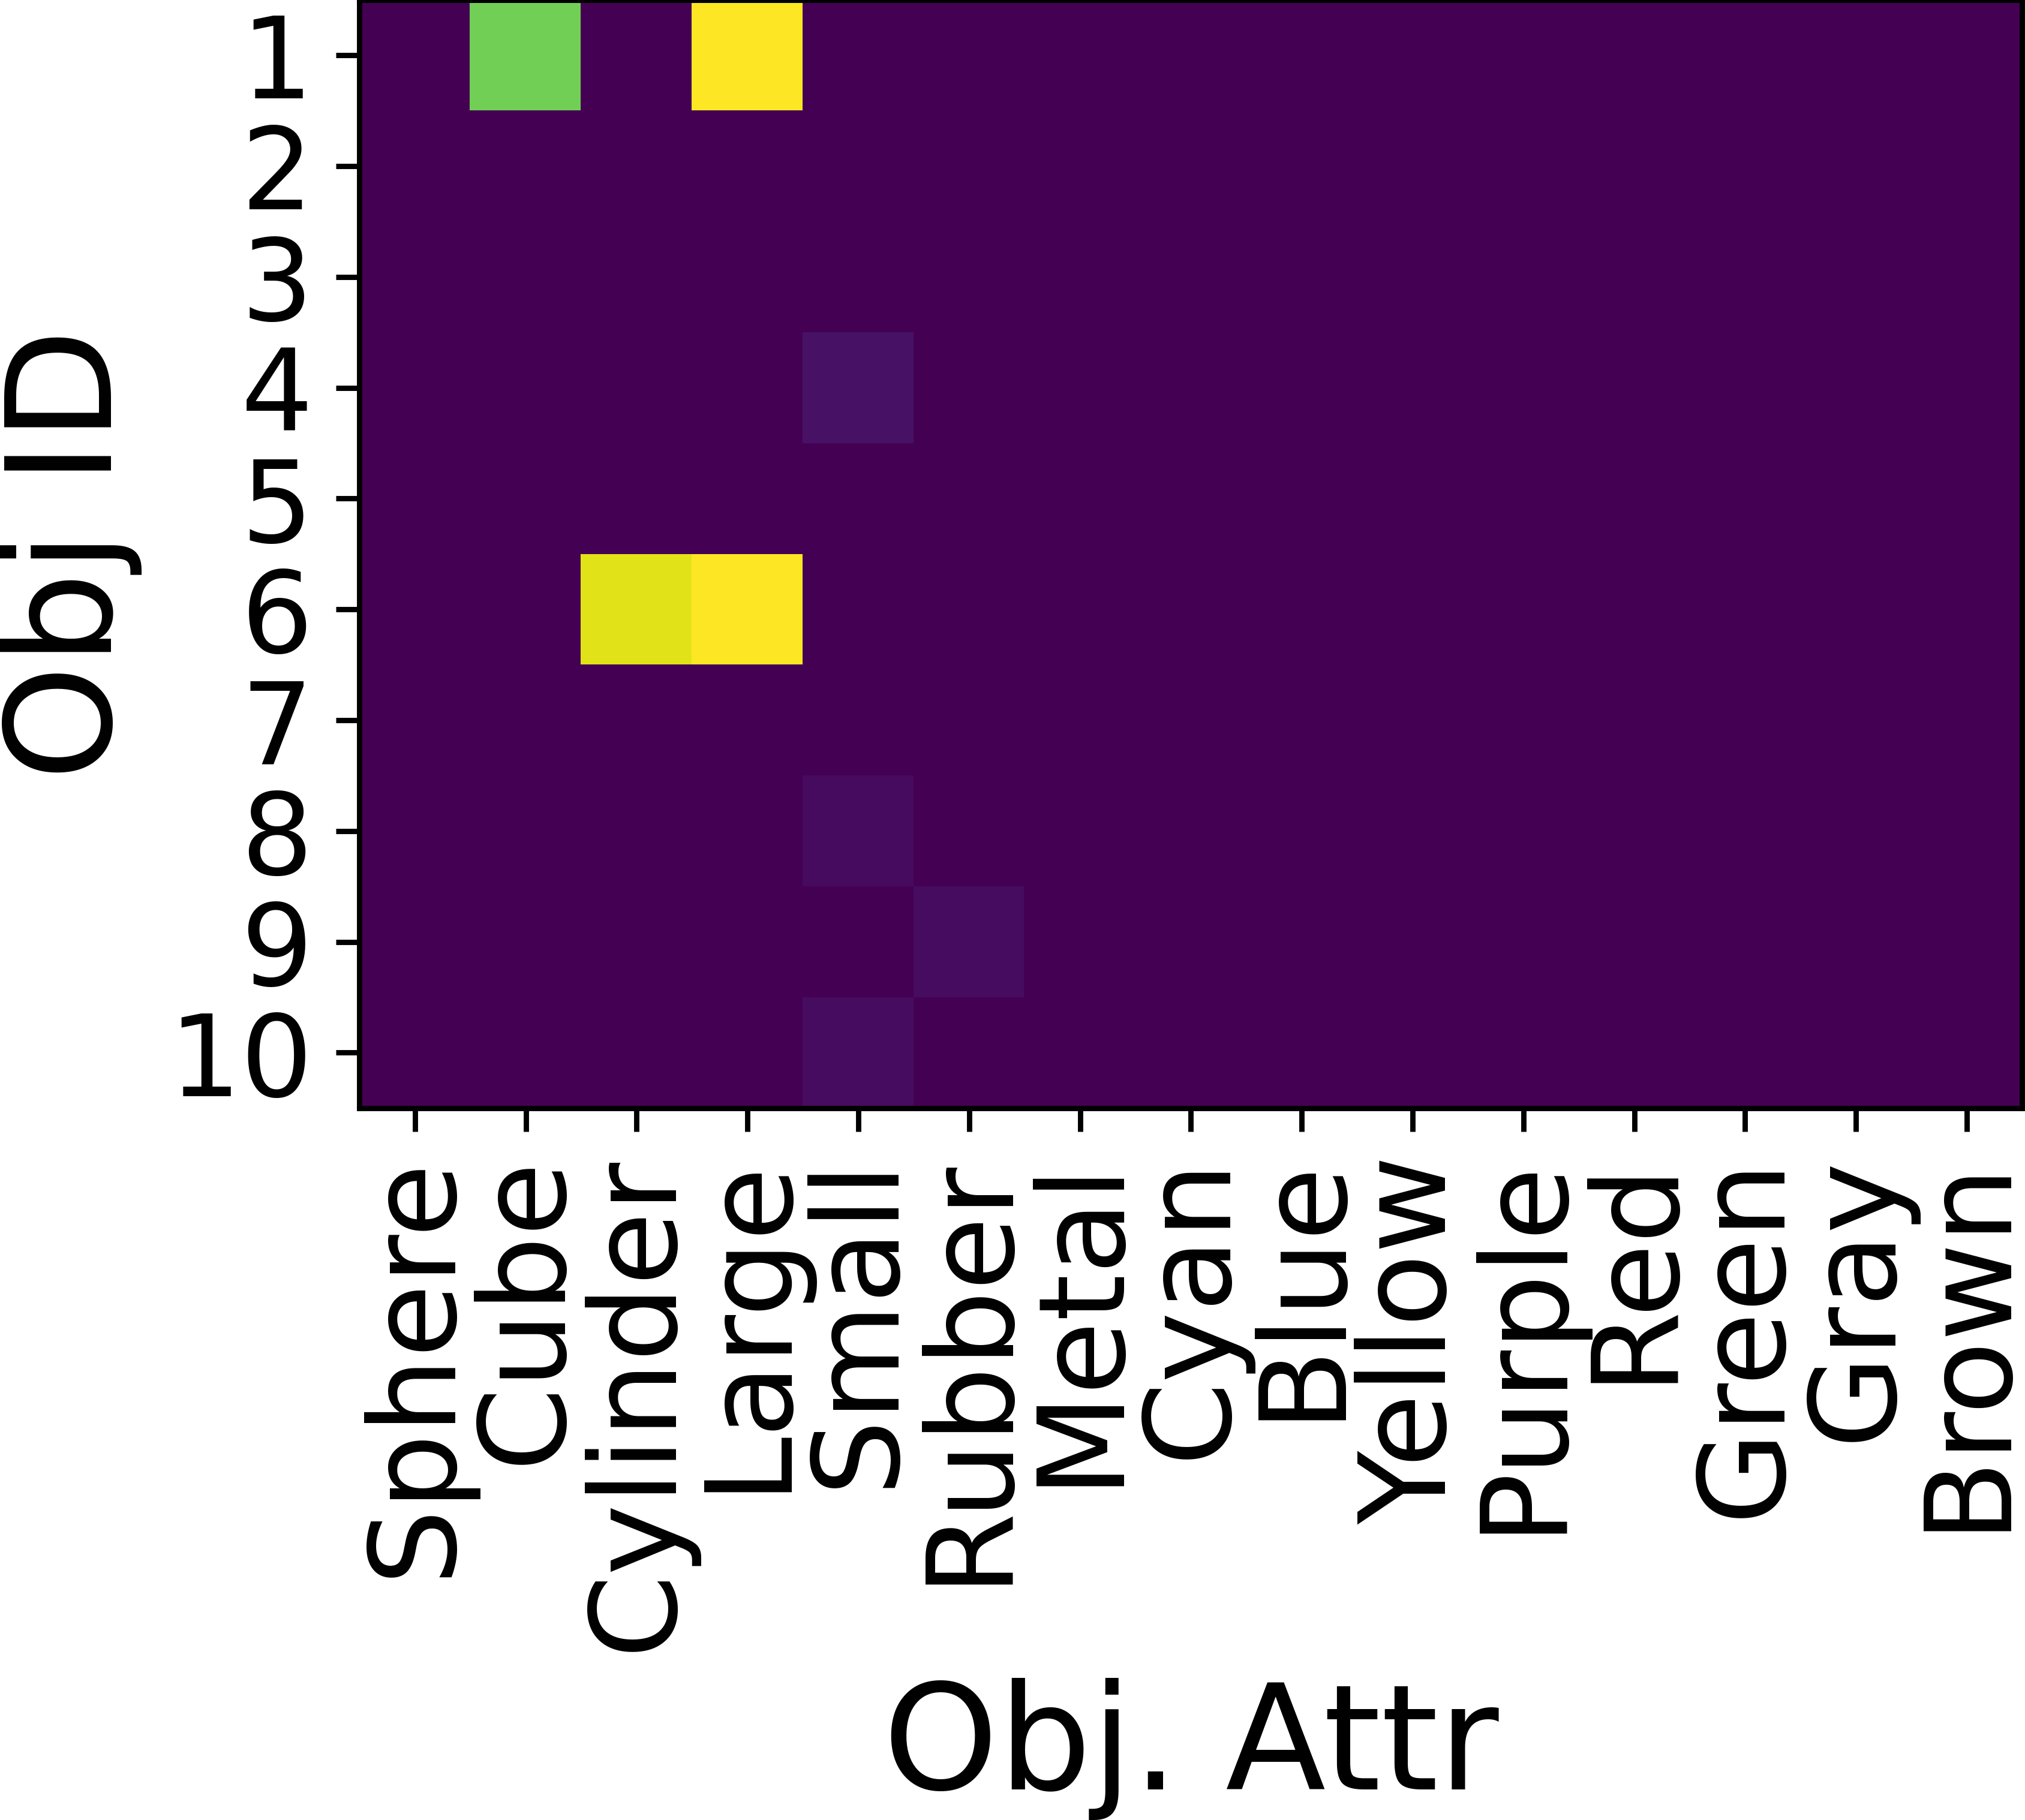 Obj ID
1
2
3
4
5
6
7
8
9
10
Sphere
Cube
Cylinder
Large
Small
Rubber
Metal
Cyan
Blue
Yellow
Purple
Red
Green
Gray
Brown
Obj. Attr